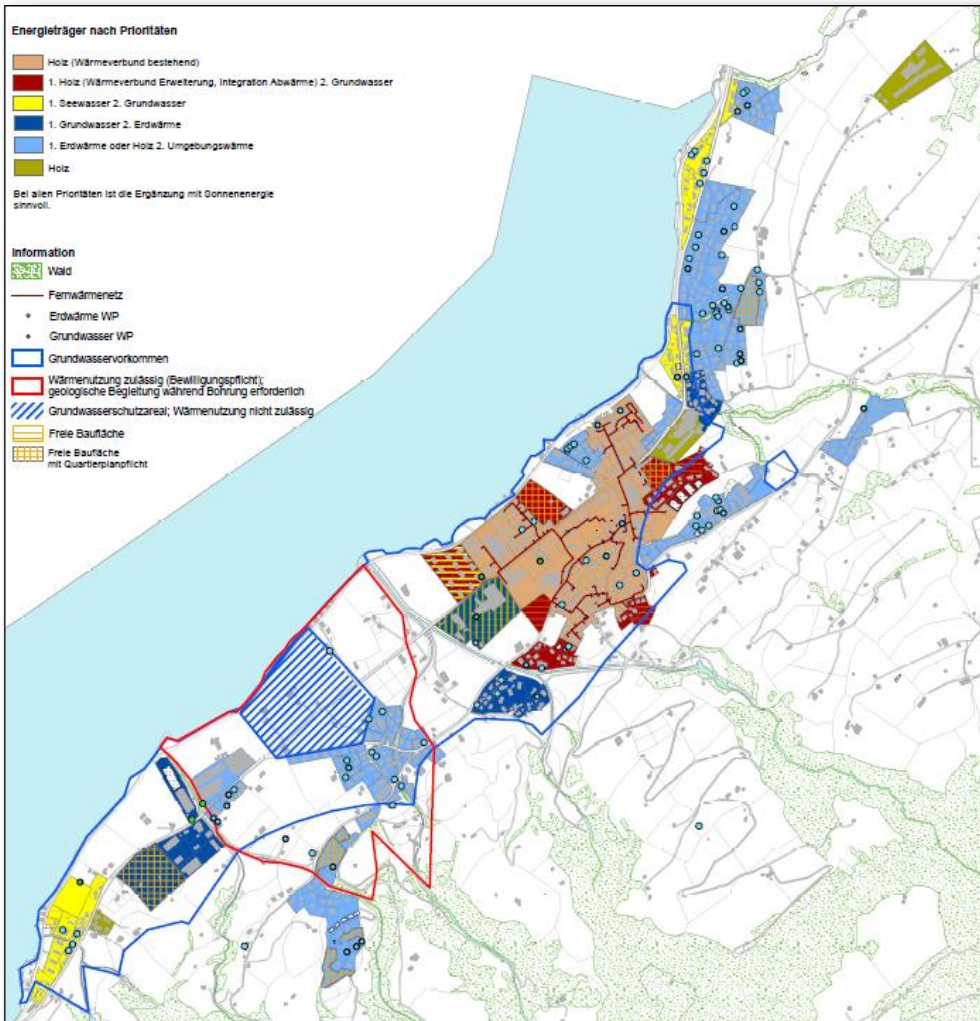 Energieträger nach Prioritäten
Holz (Wärmeverbund bestehend)
1. Holz (Wärmeverbund Erweiterung, Integration Abwärme) 2. Grundwasser
1. Seewasser 2. Grundwasser
1. Grundwasser 2. Erdwärme
1. Erdwärme oder Holz 2. Umgebungswärme
Holz
Bei allen Prioritäten ist die Ergänzung mit Sonnenenergie
sinnvoll.
Information
Wald
Fernwärmenetz
Erdwärme WP
Grundwasser WP
Grundwasservorkommen
Wärmenutzung zulässig (Bewilligungspflicht);
geologische Begleitung während Bohrung erforderlich
Grundwasserschutzareal; Wärmenutzung nicht zulässig
Freie Baufläche
Freie Baufläche
mit Quartierplanpflicht